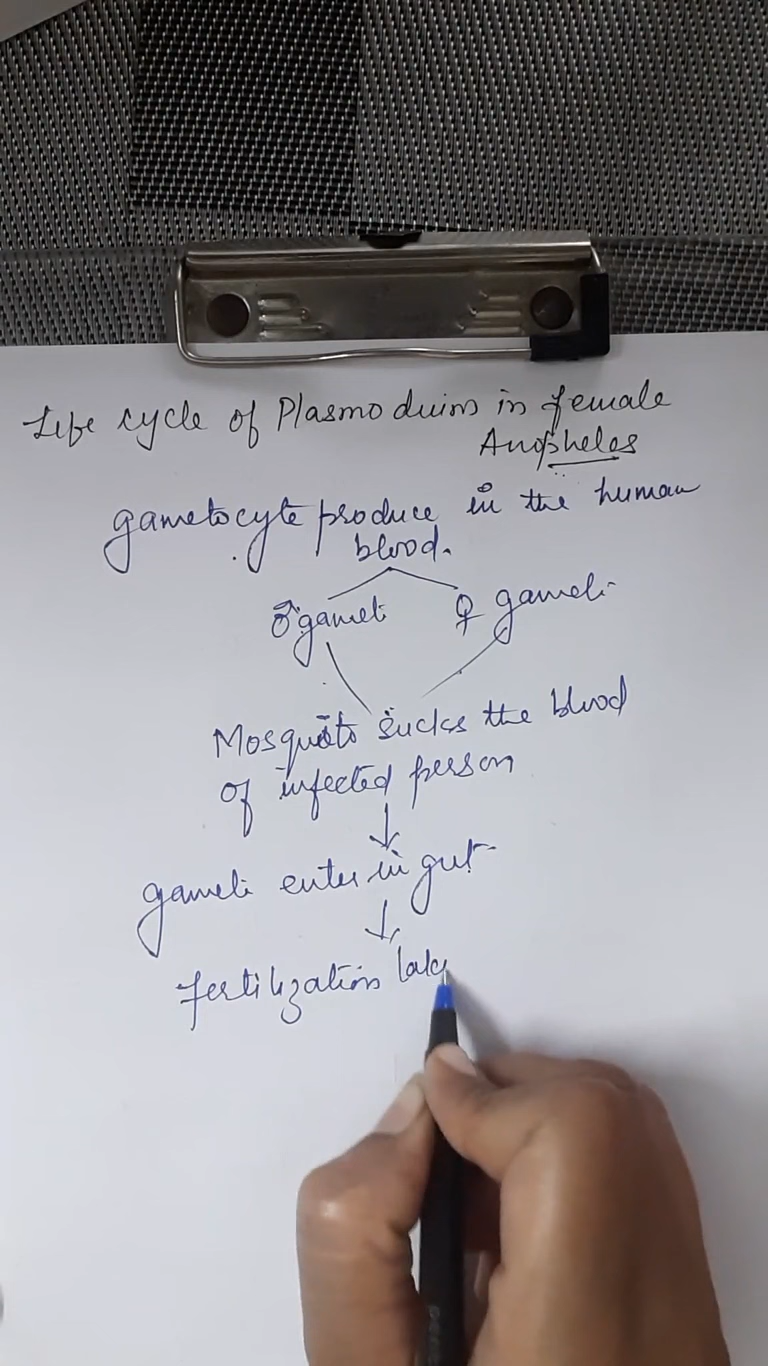 Life cycle of Plasmoduim in female
Anopheles
gametocyte produce in the human
blood.
♂ gamete ♀ gamete
Mosquito sucks the blood
of infected person
↓
gamete enter in gut
↓
fertilization take